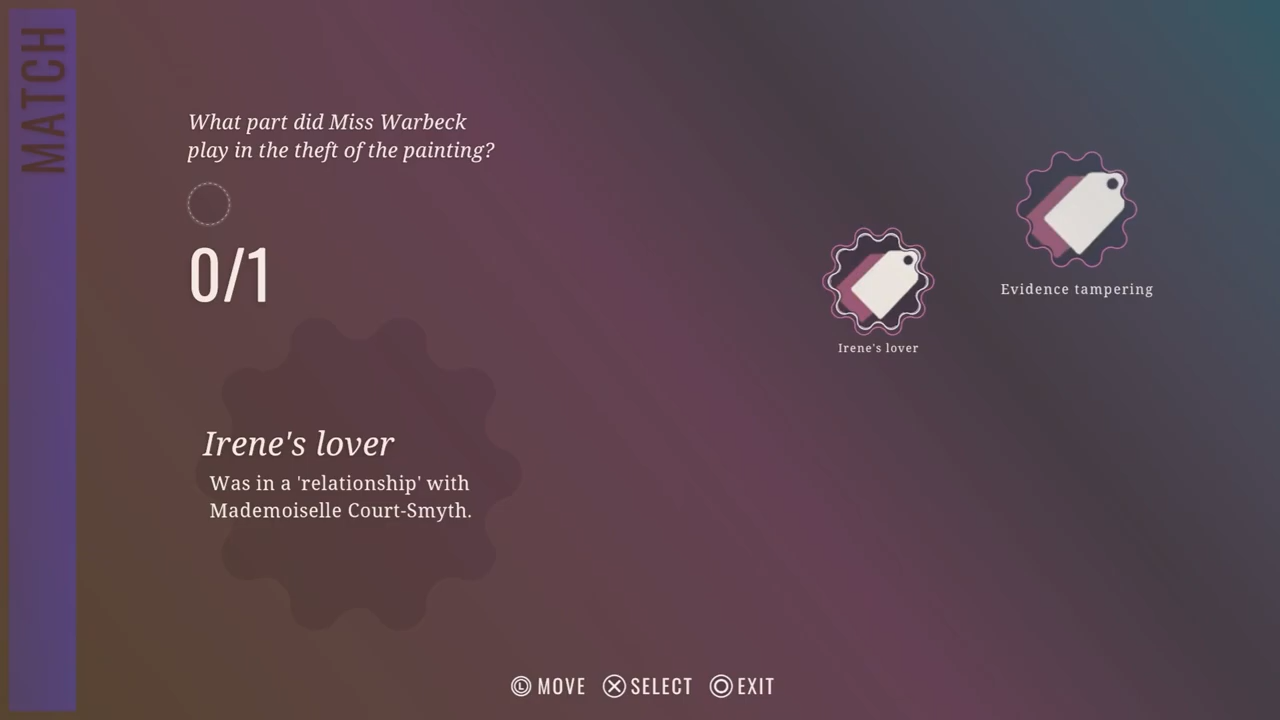 MATCH
What part did Miss Warbeck
play in the theft of the painting?
0/1
Irene's lover
Was in a 'relationship' with
Mademoiselle Court-Smyth.
Evidence tampering
Irene's lover
L MOVE SELECT EXIT